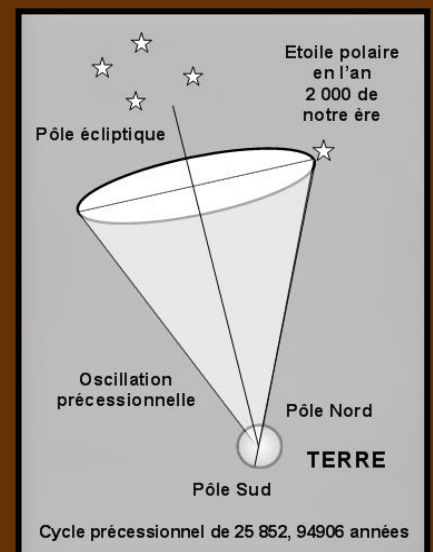 Etoile polaire
en l'an
2 000 de
notre ère
Pôle écliptique
Oscillation
précessionnelle
Pôle Nord
TERRE
Pôle Sud
Cycle précessionnel de 25 852, 94906 années